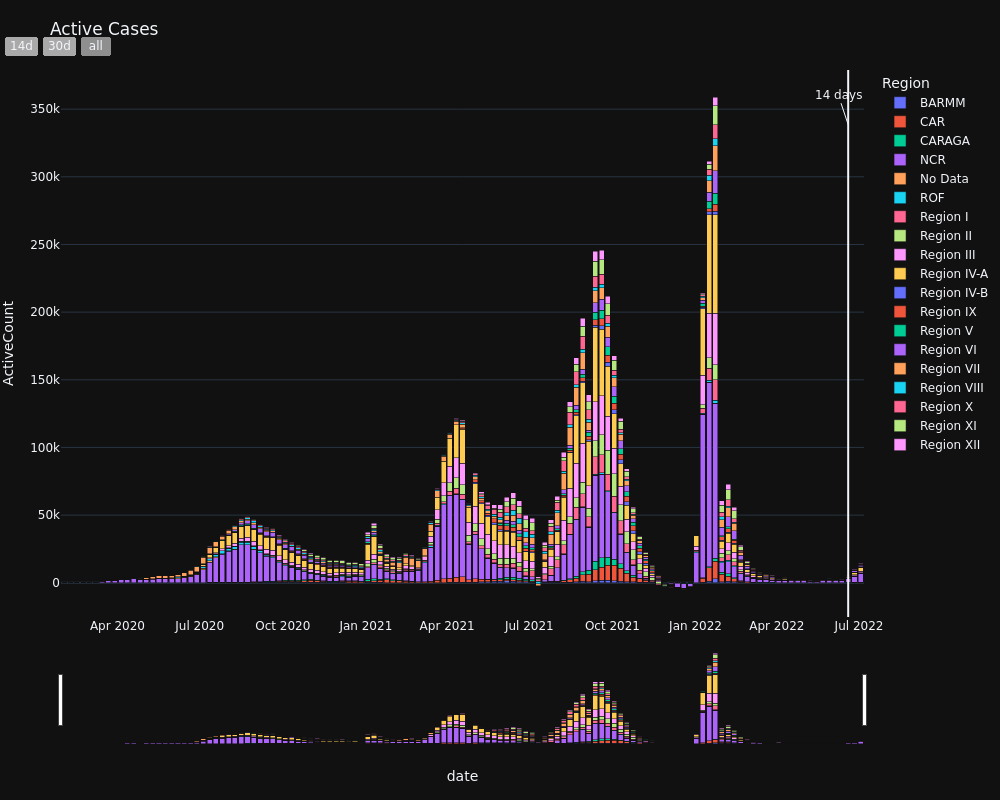 Active Cases
14d 30d all
14 days
ActiveCount
350k
300k
250k
200k
150k
100k
50k
0
Apr 2020 Jul 2020 Oct 2020 Jan 2021 Apr 2021 Jul 2021 Oct 2021 Jan 2022 Apr 2022 Jul 2022
date
Region
BARMM
CAR
CARAGA
NCR
No Data
ROF
Region I
Region II
Region III
Region IV-A
Region IV-B
Region IX
Region V
Region VI
Region VII
Region VIII
Region X
Region XI
Region XII